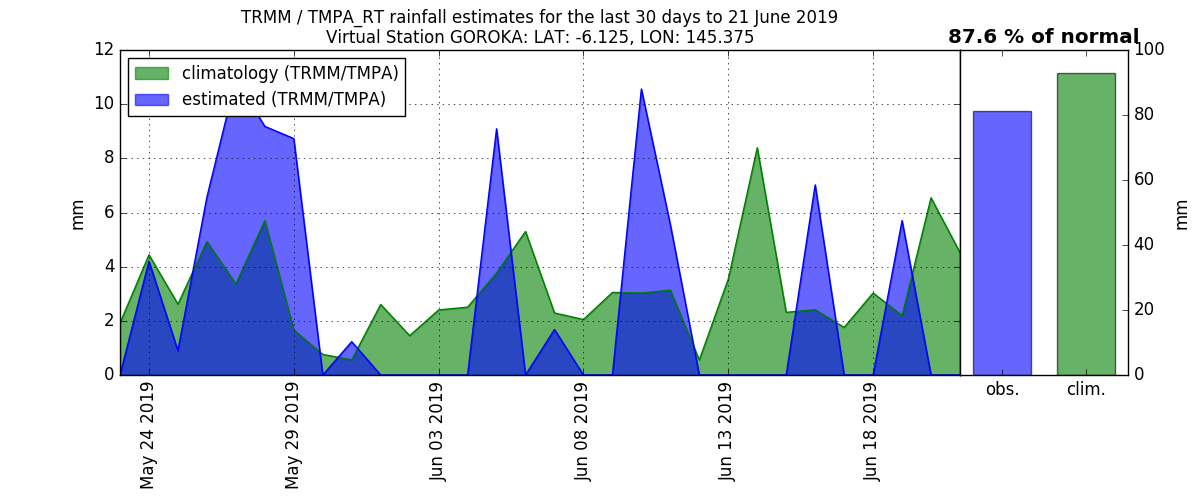 TRMM / TMPA_RT rainfall estimates for the last 30 days to 21 June 2019
Virtual Station GOROKA: LAT: -6.125, LON: 145.375
87.6 % of normal
climatology (TRMM/TMPA)
estimated (TRMM/TMPA)
12
10
8
6
4
2
0
mm
May 24 2019
May 29 2019
Jun 03 2019
Jun 08 2019
Jun 13 2019
Jun 18 2019
100
80
60
40
20
0
mm
obs.
clim.